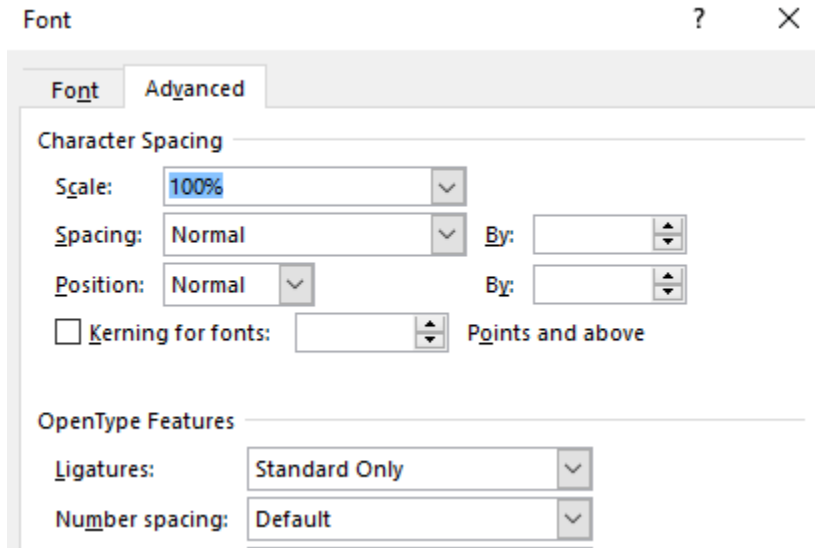 Font ?
Font Advanced
Character Spacing
Scale: 100%
Spacing: Normal By:
Position: Normal By:
Kerning for fonts: Points and above
OpenType Features
Ligatures: Standard Only
Number spacing: Default